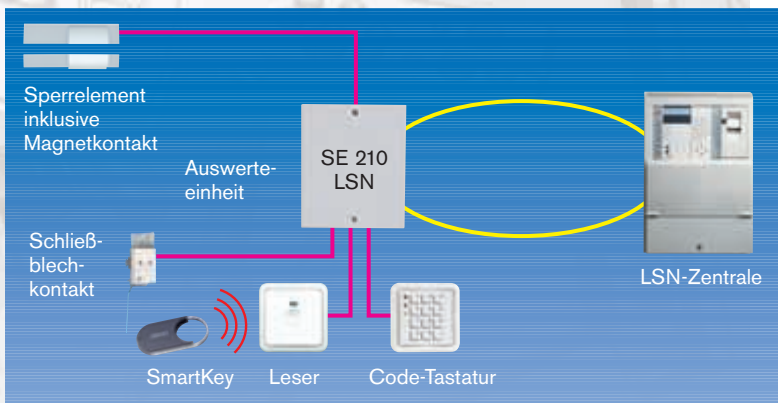 Sperrelement
inklusive
Magnetkontakt
Auswerte-
einheit
SE 210
LSN
Schließ-
blech-
kontakt
LSN-Zentrale
SmartKey
Leser
Code-Tastatur